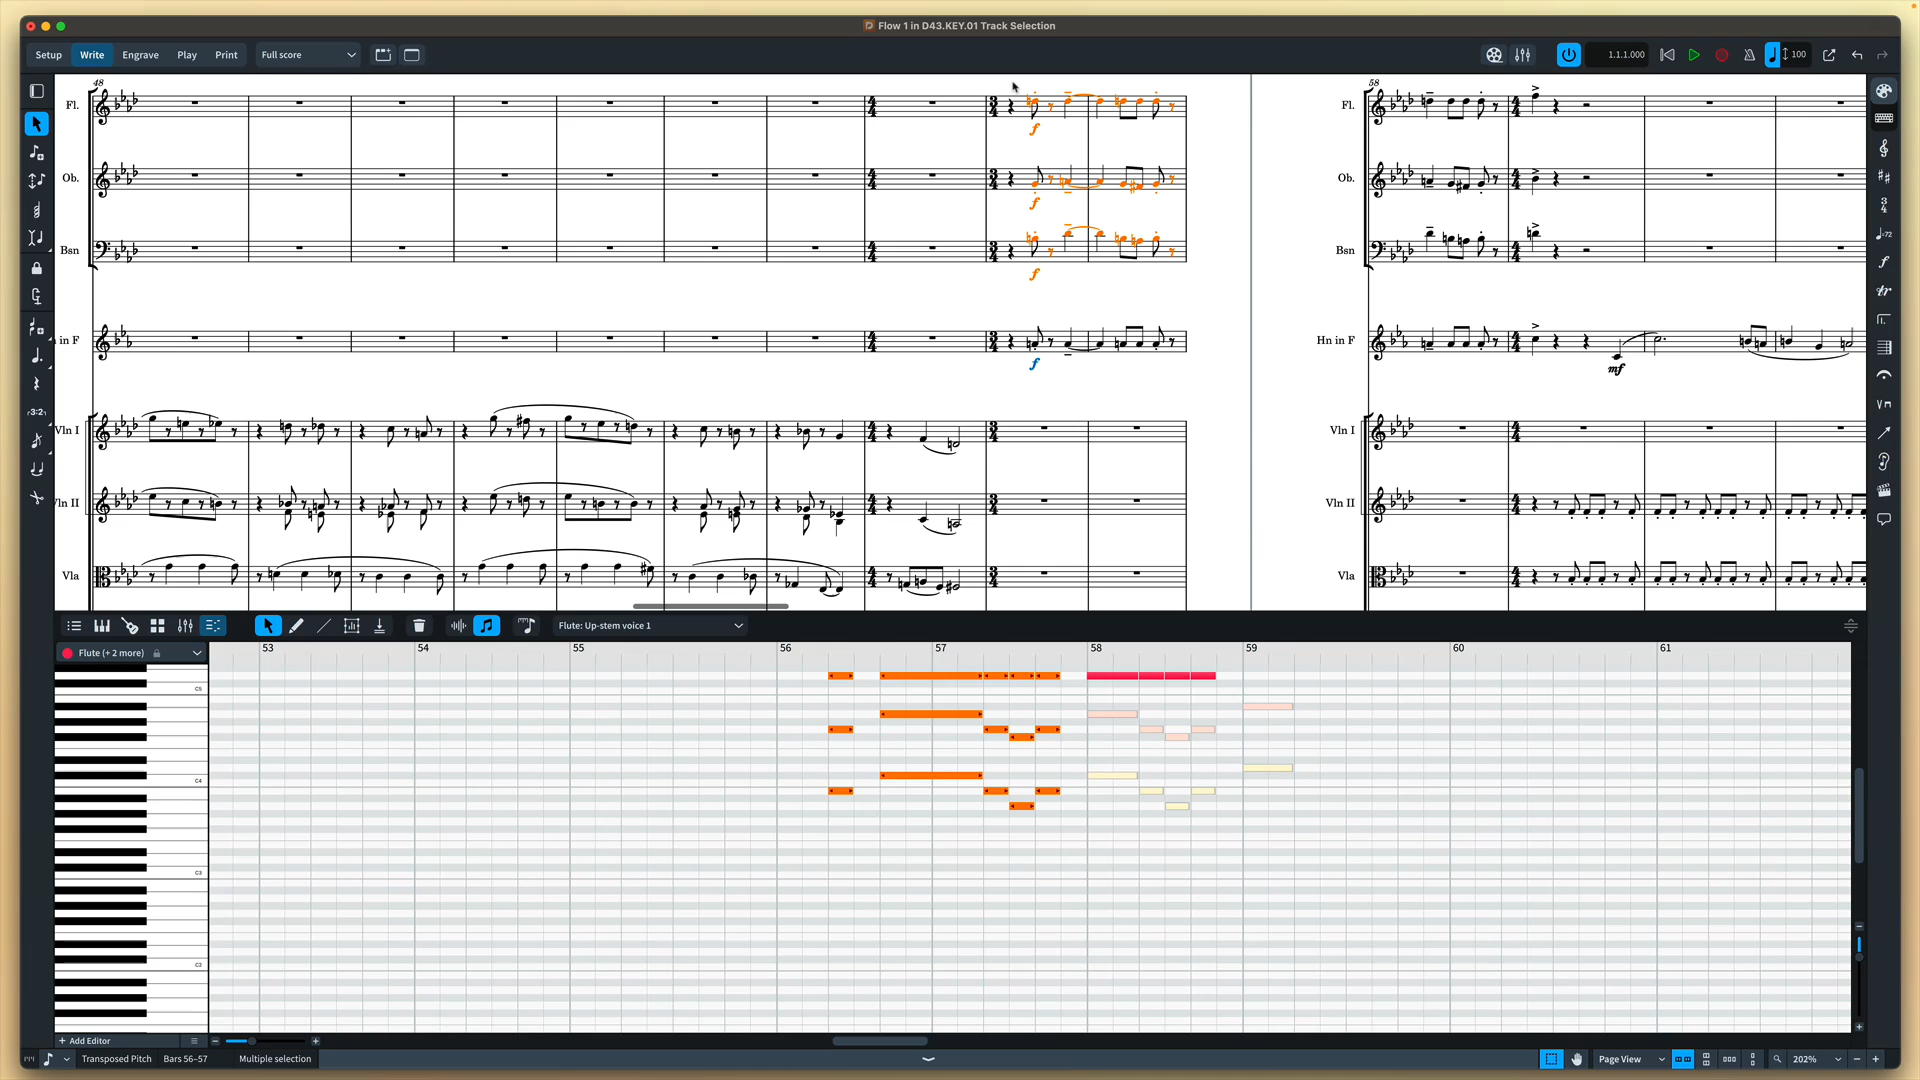 Flow 1 in D43.KEY.01 Track Selection
Setup Write Engrave Play Print Full score 1.1.1.000 100
48 58
Fl. Fl.
f
Ob. Ob.
f
Bsn Bsn
f
in F Hn in F
f mf
Vln I Vln I
Vln II Vln II
Vla Vla
3:2
Flute: Up-stem voice 1
Flute (+ 2 more) 53 54 55 56 57 58 59 60 61
C5
C4
C3
C2
+ Add Editor
Transposed Pitch Bars 56–57 Multiple selection Page View 202%